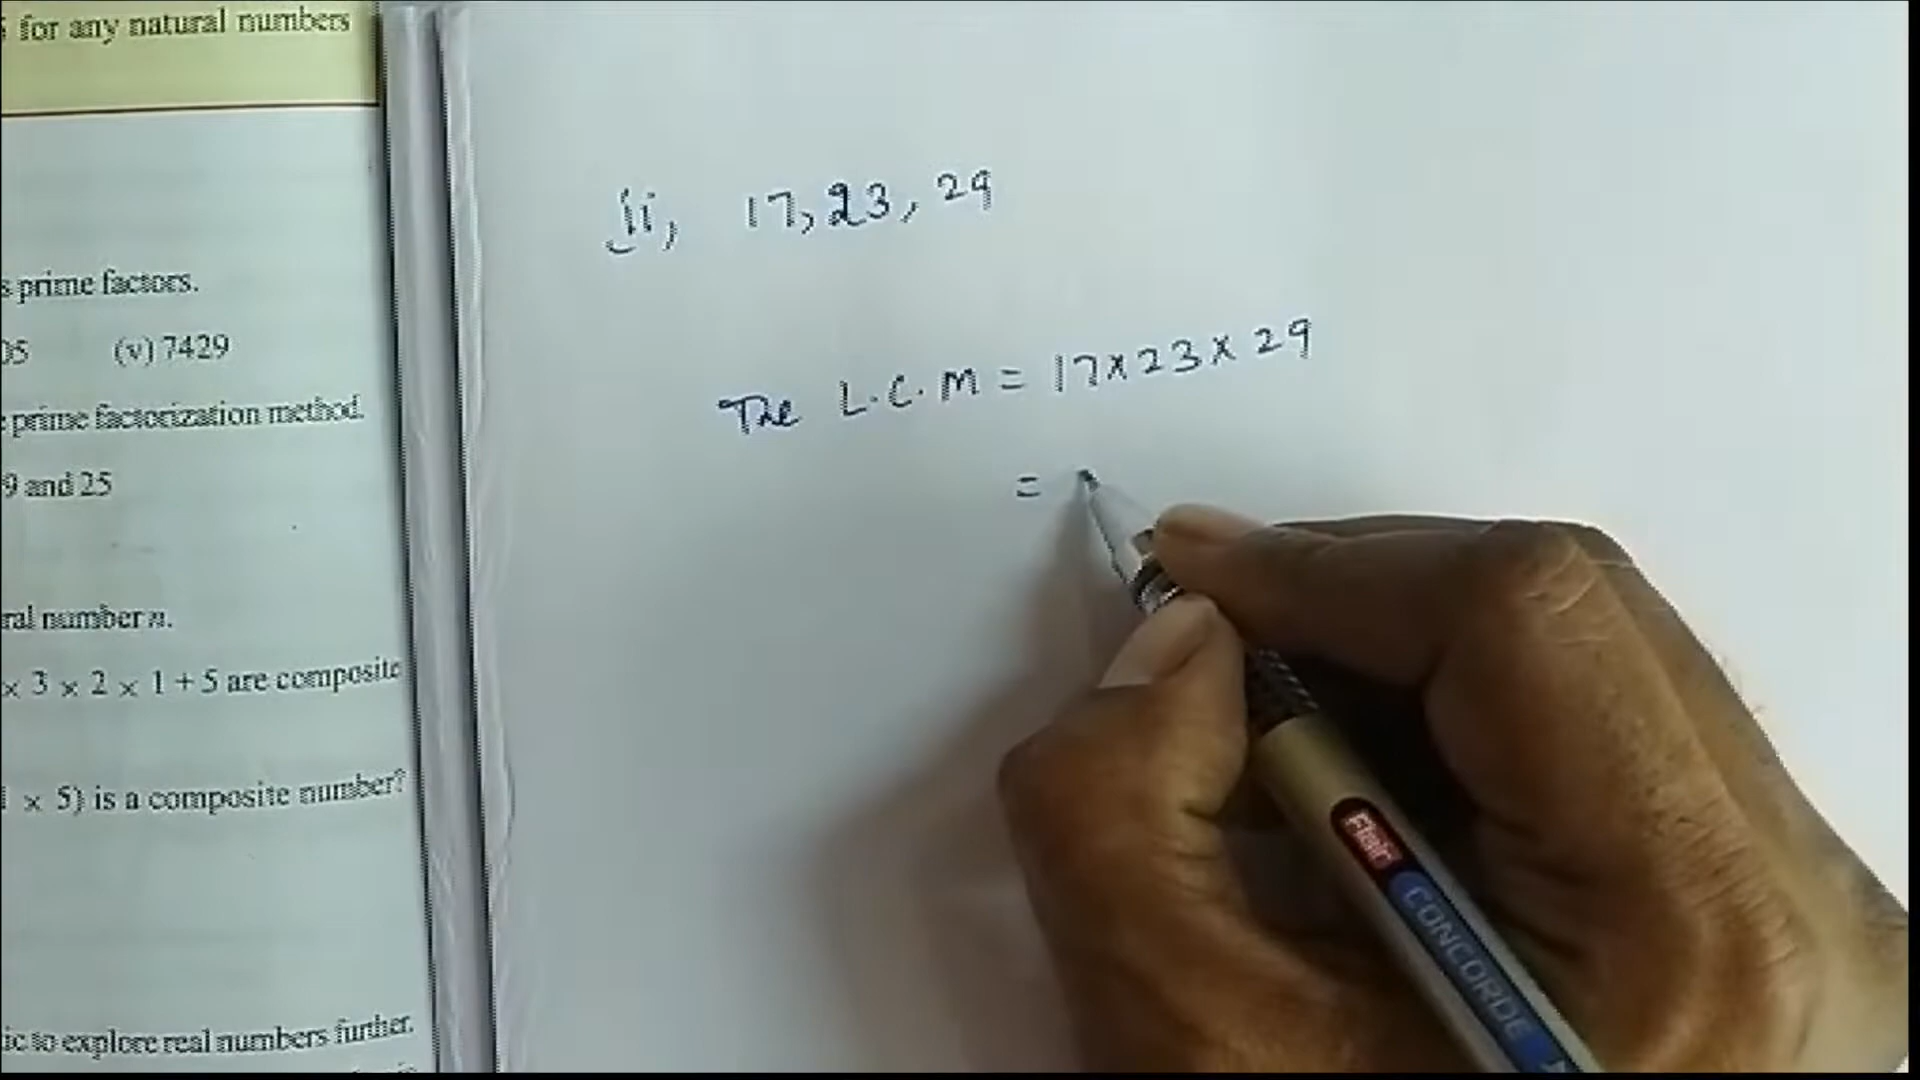 for any natural numbers
prime factors.
(v) 7429
prime factorization method.
9 and 25
number n.
× 3 × 2 × 1 + 5 are composite
× 5) is a composite number?
to explore real numbers further.
ii, 17, 23, 29
The L.C.M = 17×23×29
=
Flair
CONCORDE